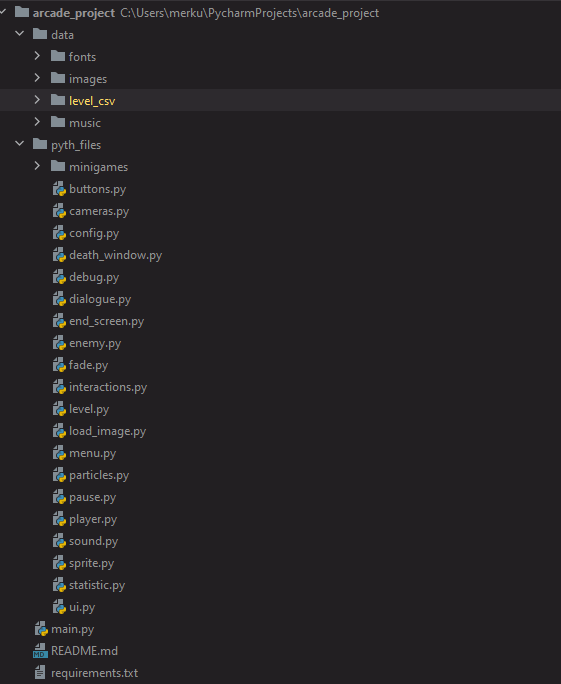 arcade_project C:\Users\merku\PycharmProjects\arcade_project
data
fonts
images
level_csv
music
pyth_files
minigames
buttons.py
cameras.py
config.py
death_window.py
debug.py
dialogue.py
end_screen.py
enemy.py
fade.py
interactions.py
level.py
load_image.py
menu.py
particles.py
pause.py
player.py
sound.py
sprite.py
statistic.py
ui.py
main.py
MD README.md
requirements.txt